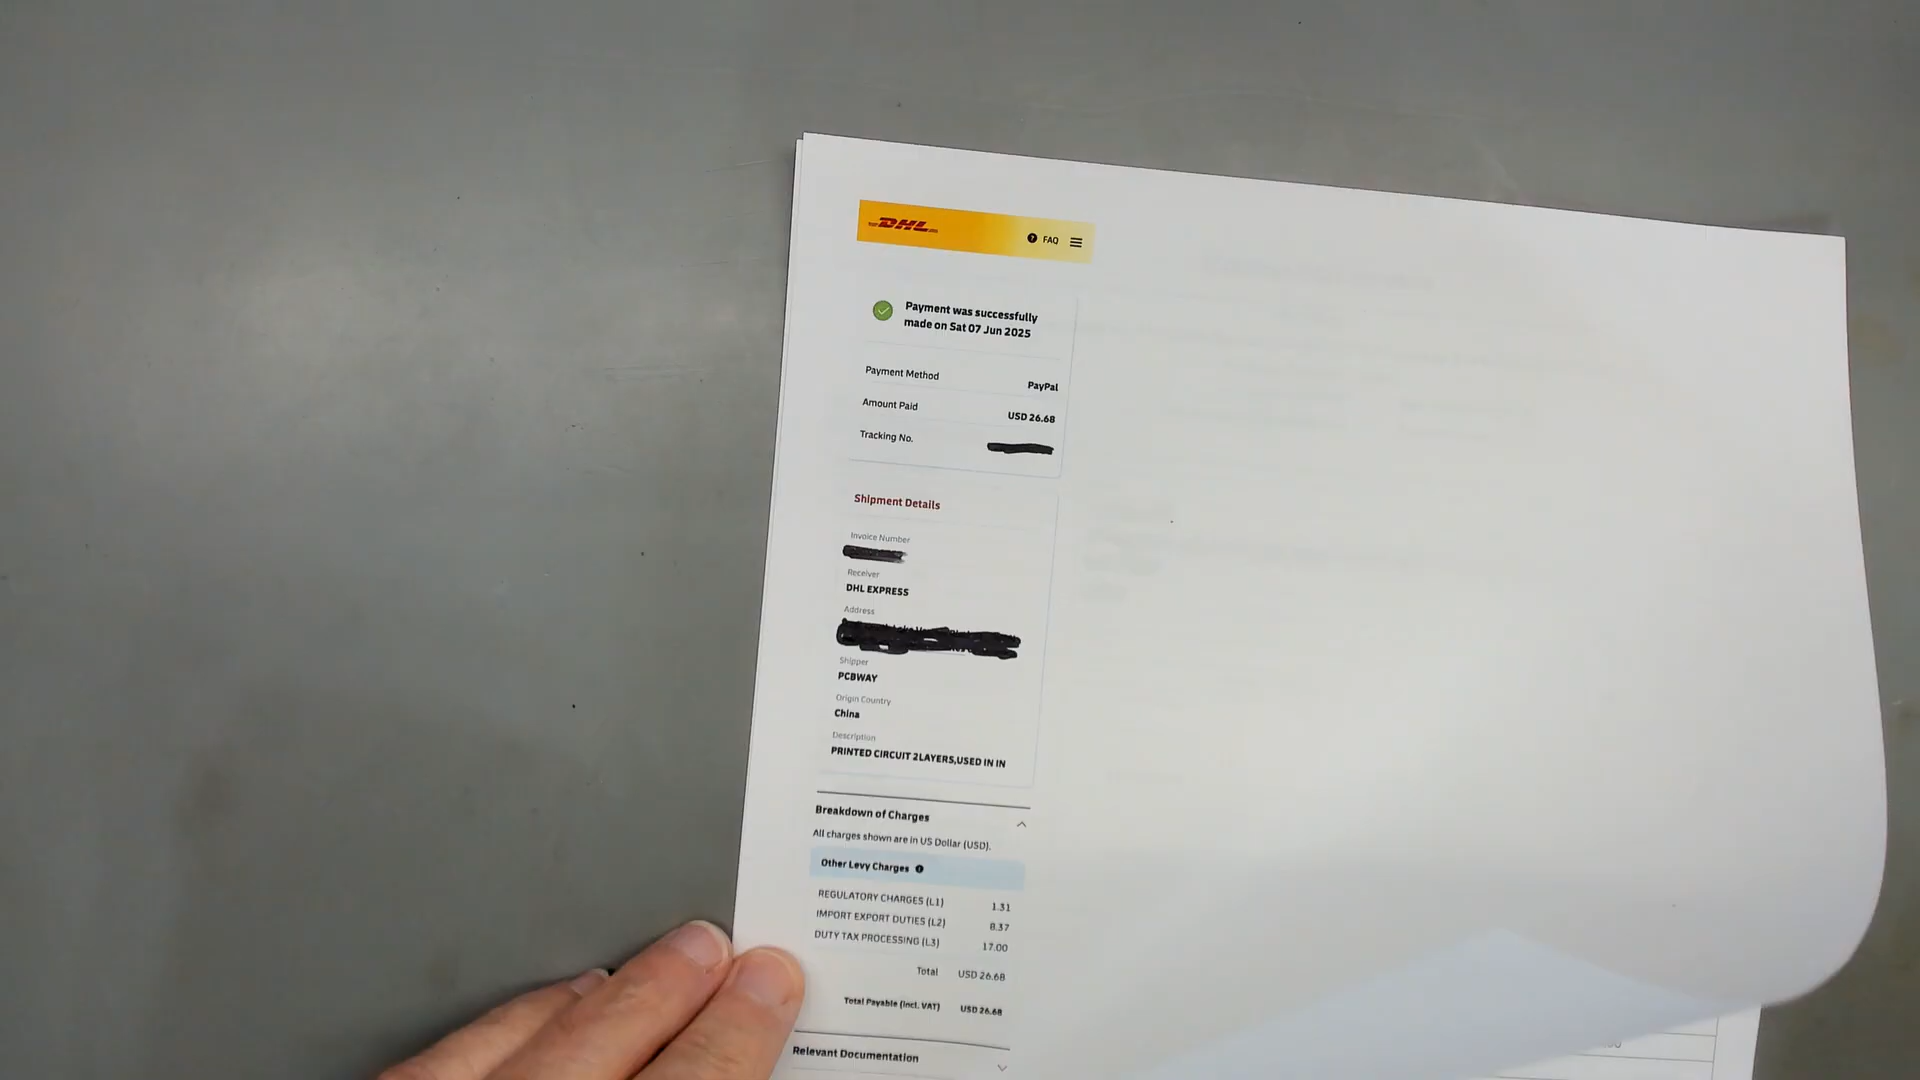 DHL
FAQ
Payment was successfully
made on Sat 07 Jun 2025
Payment Method PayPal
Amount Paid USD 26.68
Tracking No.
Shipment Details
Invoice Number
Receiver
DHL EXPRESS
Address
Shipper
PCBWAY
Origin Country
China
Description
PRINTED CIRCUIT 2LAYERS,USED IN IN
Breakdown of Charges
All charges shown are in US Dollar (USD).
Other Levy Charges
REGULATORY CHARGES (L1) 1.31
IMPORT EXPORT DUTIES (L2) 8.37
DUTY TAX PROCESSING (L3) 17.00
Total USD 26.68
Total Payable (incl. VAT) USD 26.68
Relevant Documentation